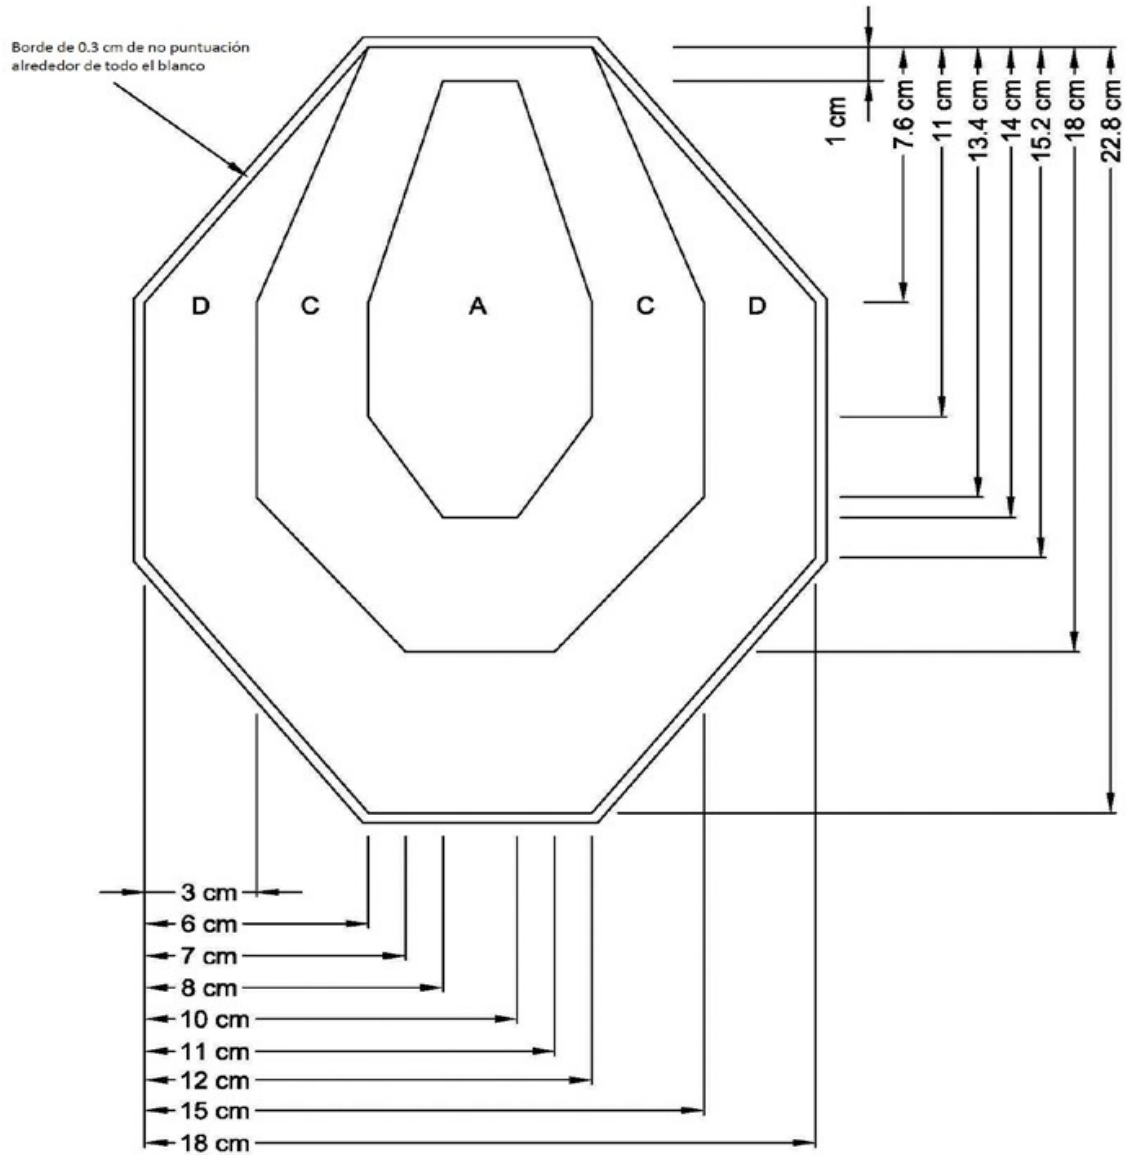 Borde de 0.3 cm de no puntuación
alrededor de todo el blanco
1 cm
7.6 cm
11 cm
13.4 cm
14 cm
15.2 cm
18 cm
22.8 cm
D
C
A
C
D
3 cm
6 cm
7 cm
8 cm
10 cm
11 cm
12 cm
15 cm
18 cm